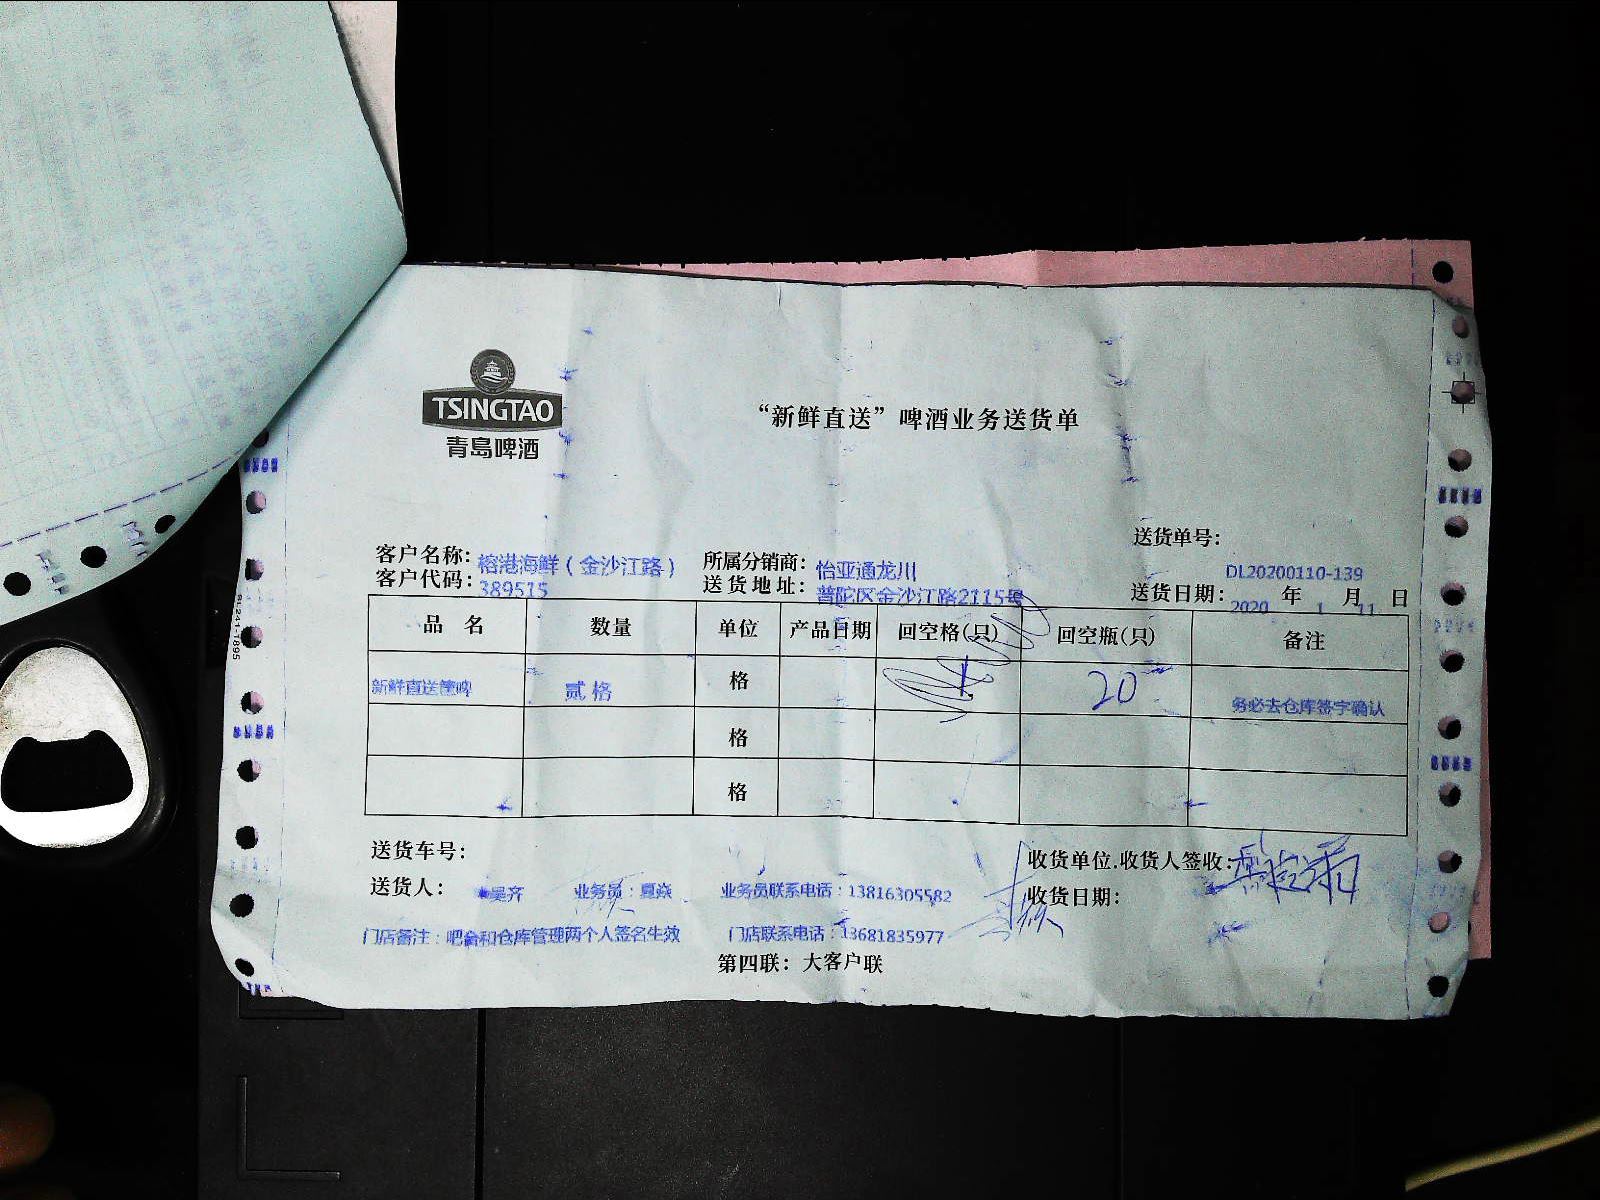 TSINGTAO
青岛啤酒
“新鲜直送”啤酒业务送货单
送货单号：
DL20200110-139
客户名称：榕港海鲜（金沙江路） 所属分销商：怡亚通龙川
客户代码：389515 送货地址：普陀区金沙江路2115号 送货日期：2020 年 1 月 11 日
品 名 数量 单位 产品日期 回空格(只) 回空瓶(只) 备注
新鲜直送筐啤 贰格 格 20 务必去仓库签字确认
格
格
送货车号： 收货单位.收货人签收：
送货人： 吴齐 业务员：夏焱 业务员联系电话：13816305582 收货日期：
门店备注：吧台和仓库管理两个人签名生效 门店联系电话：13681835977
第四联：大客户联